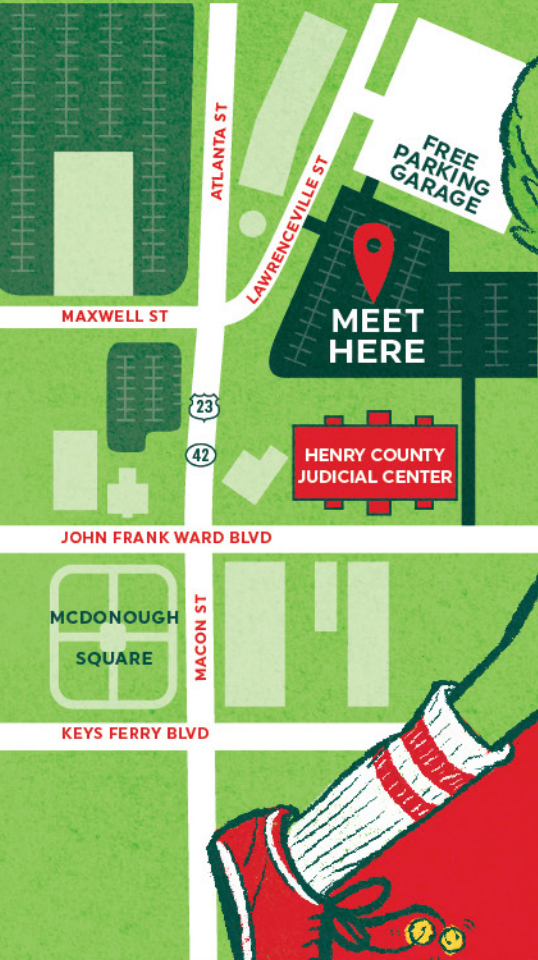 ATLANTA ST
LAWRENCEVILLE ST
FREE
PARKING
GARAGE
MAXWELL ST
MEET
HERE
23
42
HENRY COUNTY
JUDICIAL CENTER
JOHN FRANK WARD BLVD
MCDONOUGH
SQUARE
MACON ST
KEYS FERRY BLVD